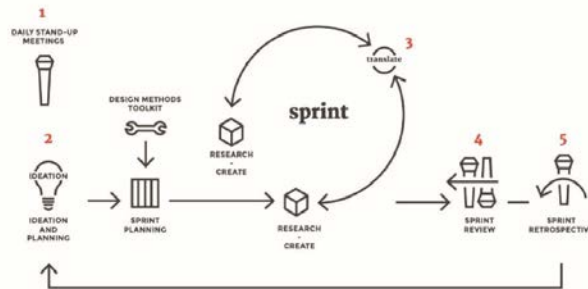 1
DAILY STAND-UP
MEETINGS
3
translate
DESIGN METHODS
TOOLKIT
sprint
2
RESEARCH
-
CREATE
4
5
IDEATION
IDEATION
AND
PLANNING
SPRINT
PLANNING
RESEARCH
-
CREATE
SPRINT
REVIEW
SPRINT
RETROSPECTIV